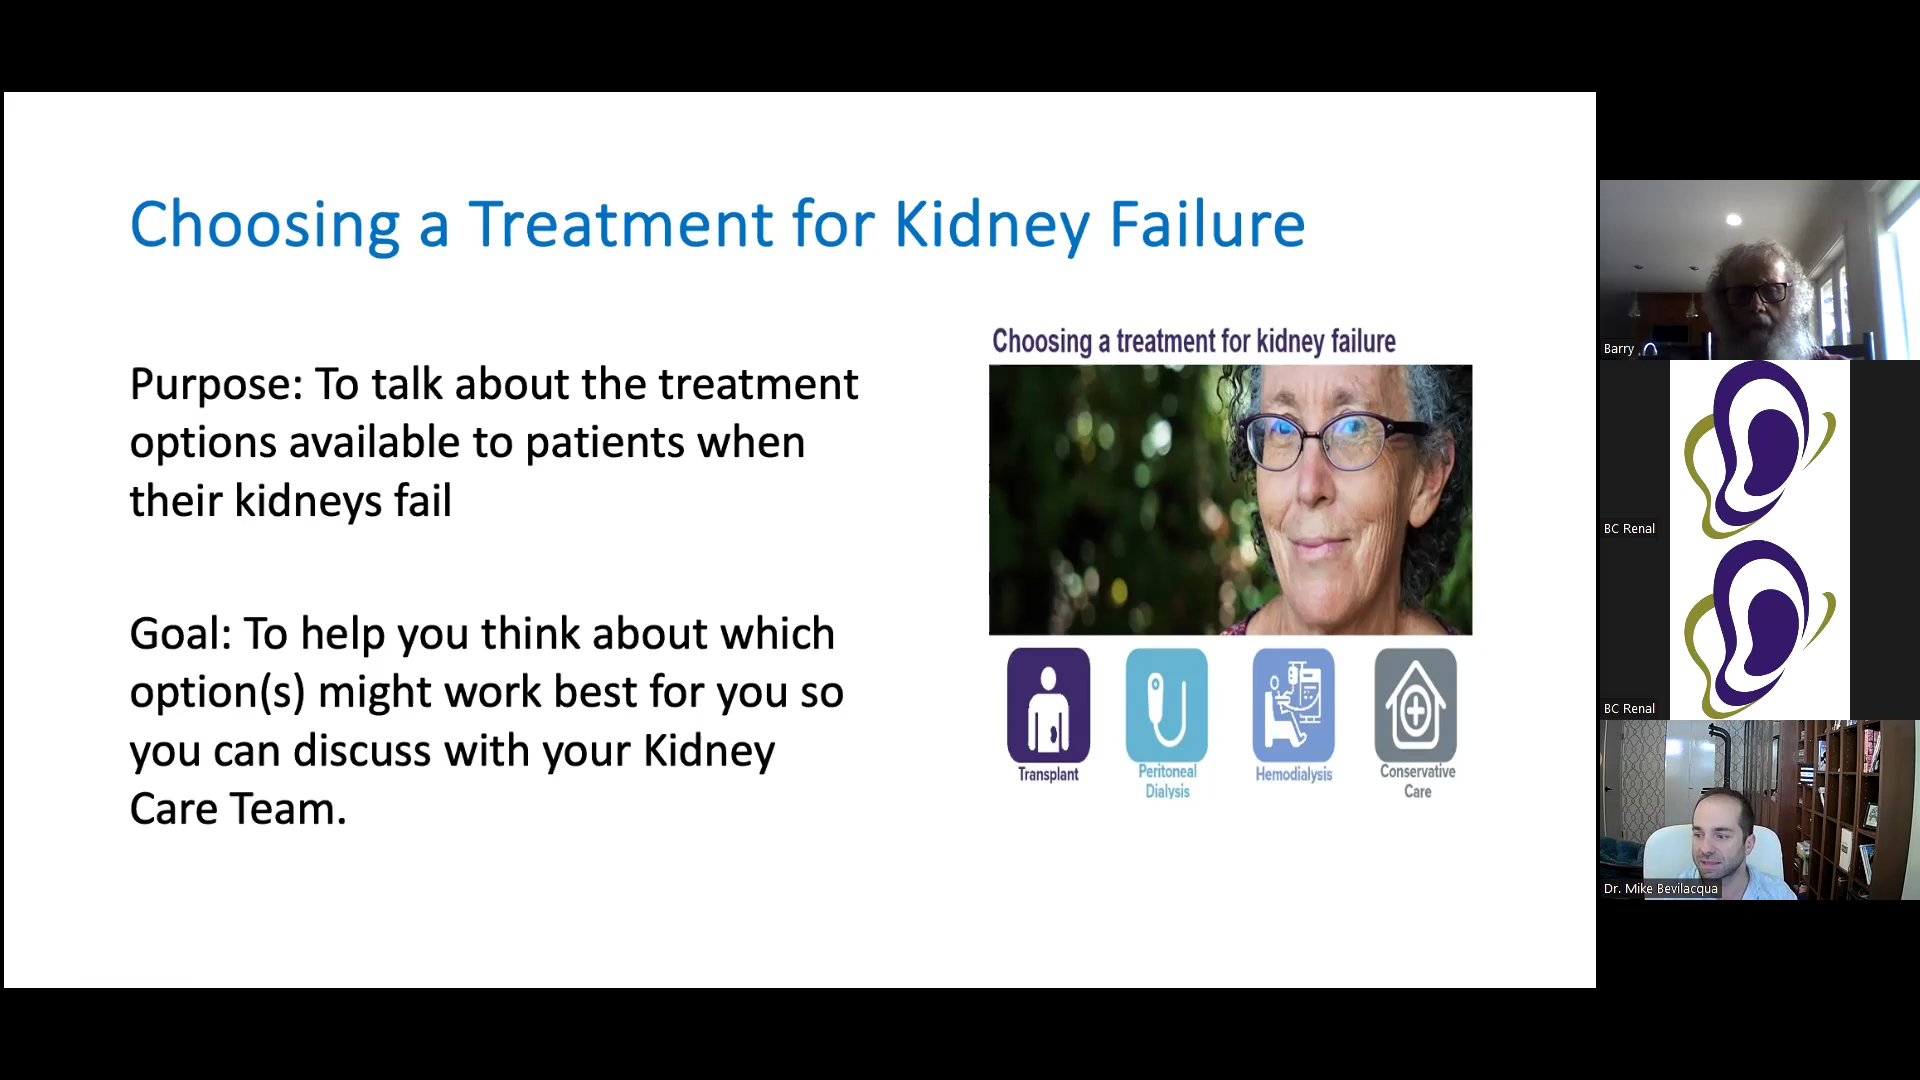 Choosing a Treatment for Kidney Failure
Purpose: To talk about the treatment
options available to patients when
their kidneys fail
Goal: To help you think about which
option(s) might work best for you so
you can discuss with your Kidney
Care Team.
Choosing a treatment for kidney failure
Transplant
Peritoneal
Dialysis
Hemodialysis
Conservative
Care
Barry
BC Renal
BC Renal
Dr. Mike Bevilacqua